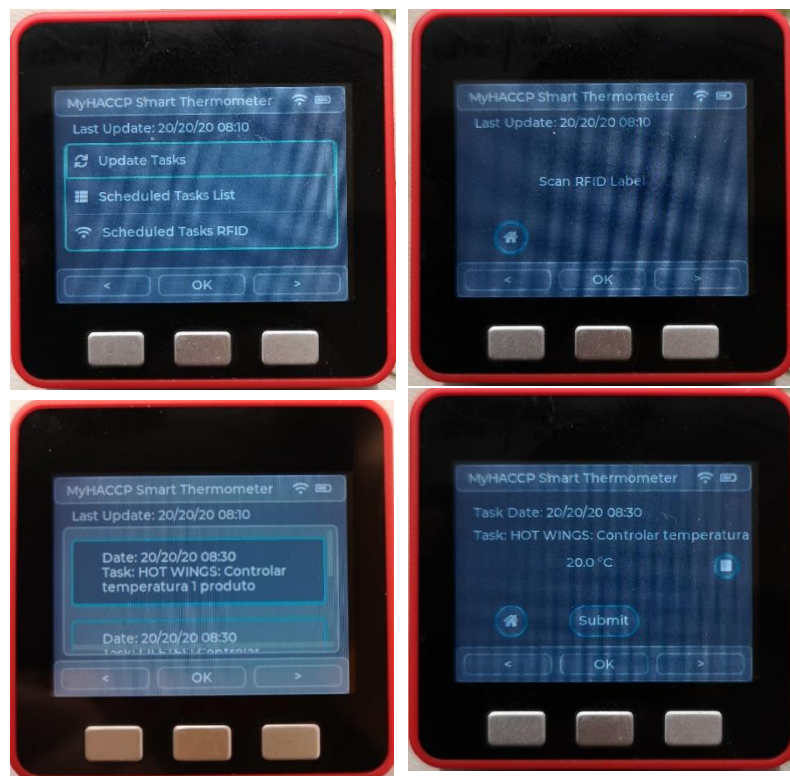 MyHACCP Smart Thermometer
Last Update: 20/20/20 08:10
Update Tasks
Scheduled Tasks List
Scheduled Tasks RFID
< OK >
MyHACCP Smart Thermometer
Last Update: 20/20/20 08:10
Scan RFID Label
< OK >
MyHACCP Smart Thermometer
Last Update: 20/20/20 08:10
Date: 20/20/20 08:30
Task: HOT WINGS: Controlar
temperatura 1 produto
Date: 20/20/20 08:30
< OK >
MyHACCP Smart Thermometer
Task Date: 20/20/20 08:30
Task: HOT WINGS: Controlar temperatura
20.0 °C
Submit
< OK >